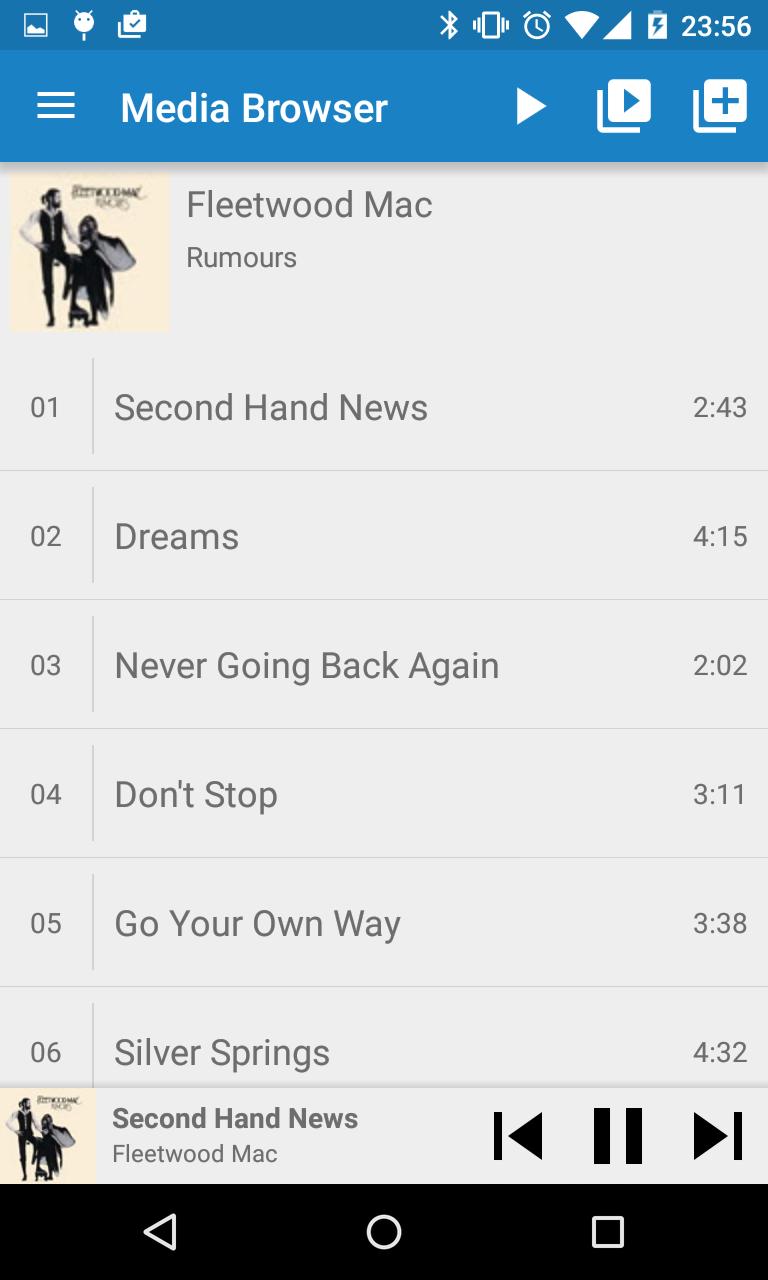 23:56
Media Browser
FLEETWOOD MAC
RUMOURS
Fleetwood Mac
Rumours
01 Second Hand News 2:43
02 Dreams 4:15
03 Never Going Back Again 2:02
04 Don't Stop 3:11
05 Go Your Own Way 3:38
06 Silver Springs 4:32
FLEETWOOD MAC
RUMOURS
Second Hand News
Fleetwood Mac